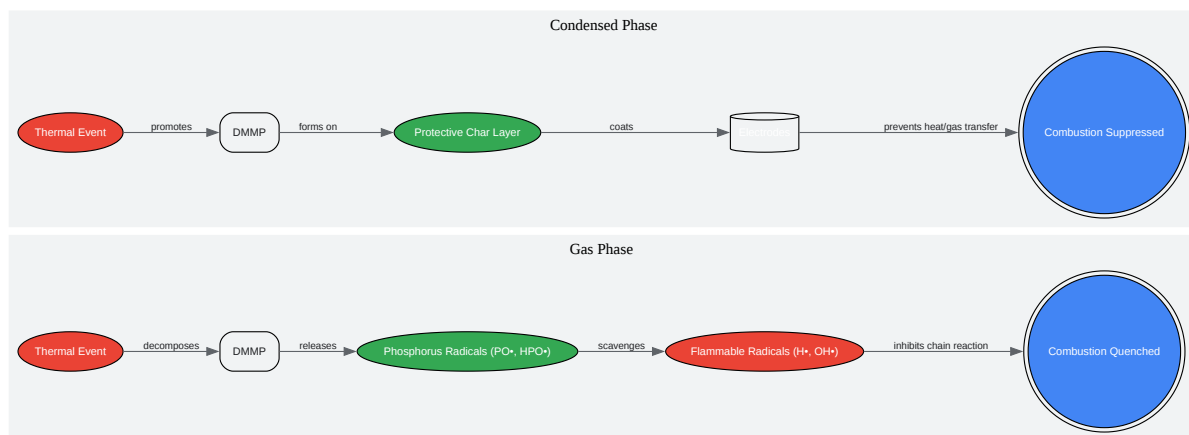 Condensed Phase
Thermal Event
promotes
DMMP
forms on
Protective Char Layer
coats
Electrodes
prevents heat/gas transfer
Combustion Suppressed
Gas Phase
Thermal Event
decomposes
DMMP
releases
Phosphorus Radicals (PO•, HPO•)
scavenges
Flammable Radicals (H•, OH•)
inhibits chain reaction
Combustion Quenched